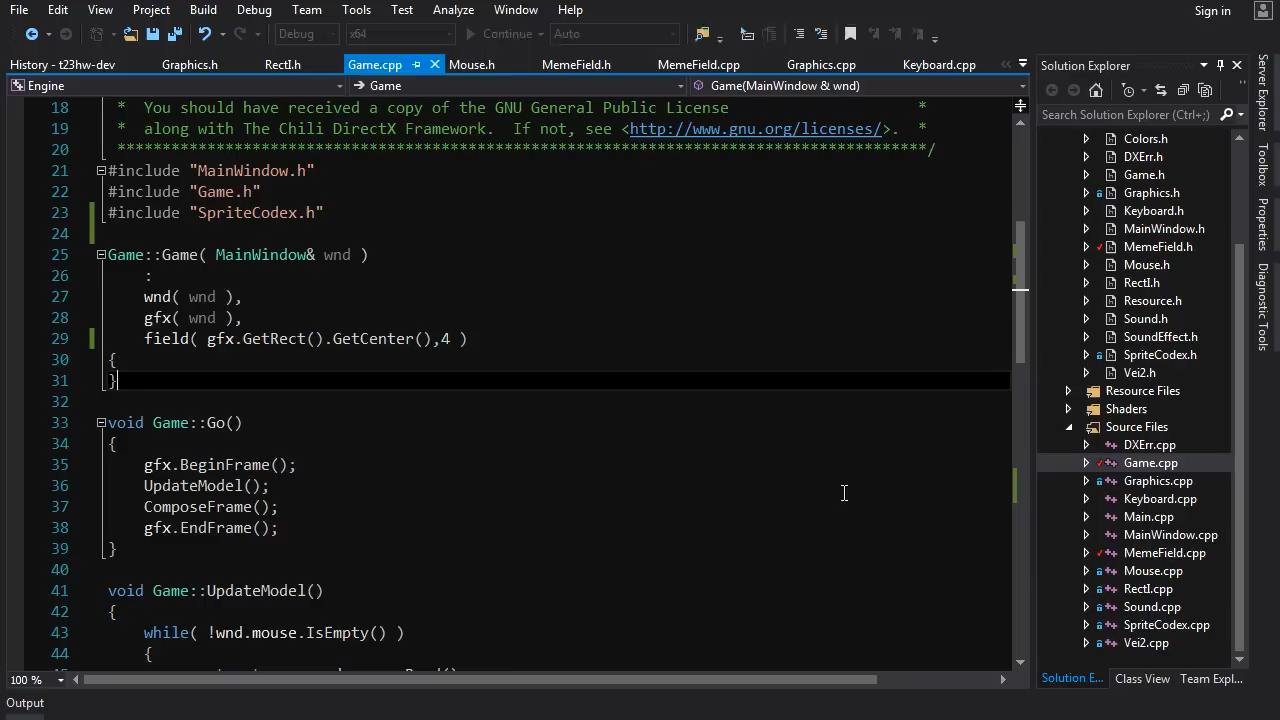 File Edit View Project Build Debug Team Tools Test Analyze Window Help Sign in
Debug x64 Continue Auto
History - t23hw-dev Graphics.h RectI.h Game.cpp Mouse.h MemeField.h MemeField.cpp Graphics.cpp Keyboard.cpp
Engine Game Game(MainWindow & wnd)
18 * You should have received a copy of the GNU General Public License *
19 * along with The Chili DirectX Framework. If not, see <http://www.gnu.org/licenses/>. *
20 ******************************************************************************************/
21 #include "MainWindow.h"
22 #include "Game.h"
23 #include "SpriteCodex.h"
24
25 Game::Game( MainWindow& wnd )
26 :
27 wnd( wnd ),
28 gfx( wnd ),
29 field( gfx.GetRect().GetCenter(),4 )
30 {
31 }
32
33 void Game::Go()
34 {
35 gfx.BeginFrame();
36 UpdateModel();
37 ComposeFrame();
38 gfx.EndFrame();
39 }
40
41 void Game::UpdateModel()
42 {
43 while( !wnd.mouse.IsEmpty() )
44 {
100 %
Output
Solution Explorer
Search Solution Explorer (Ctrl+;)
Colors.h
DXErr.h
Game.h
Graphics.h
Keyboard.h
MainWindow.h
MemeField.h
Mouse.h
RectI.h
Resource.h
Sound.h
SoundEffect.h
SpriteCodex.h
Vei2.h
Resource Files
Shaders
Source Files
DXErr.cpp
Game.cpp
Graphics.cpp
Keyboard.cpp
Main.cpp
MainWindow.cpp
MemeField.cpp
Mouse.cpp
RectI.cpp
Sound.cpp
SpriteCodex.cpp
Vei2.cpp
Solution E... Class View Team Expl...
Server Explorer
Toolbox
Properties
Diagnostic Tools